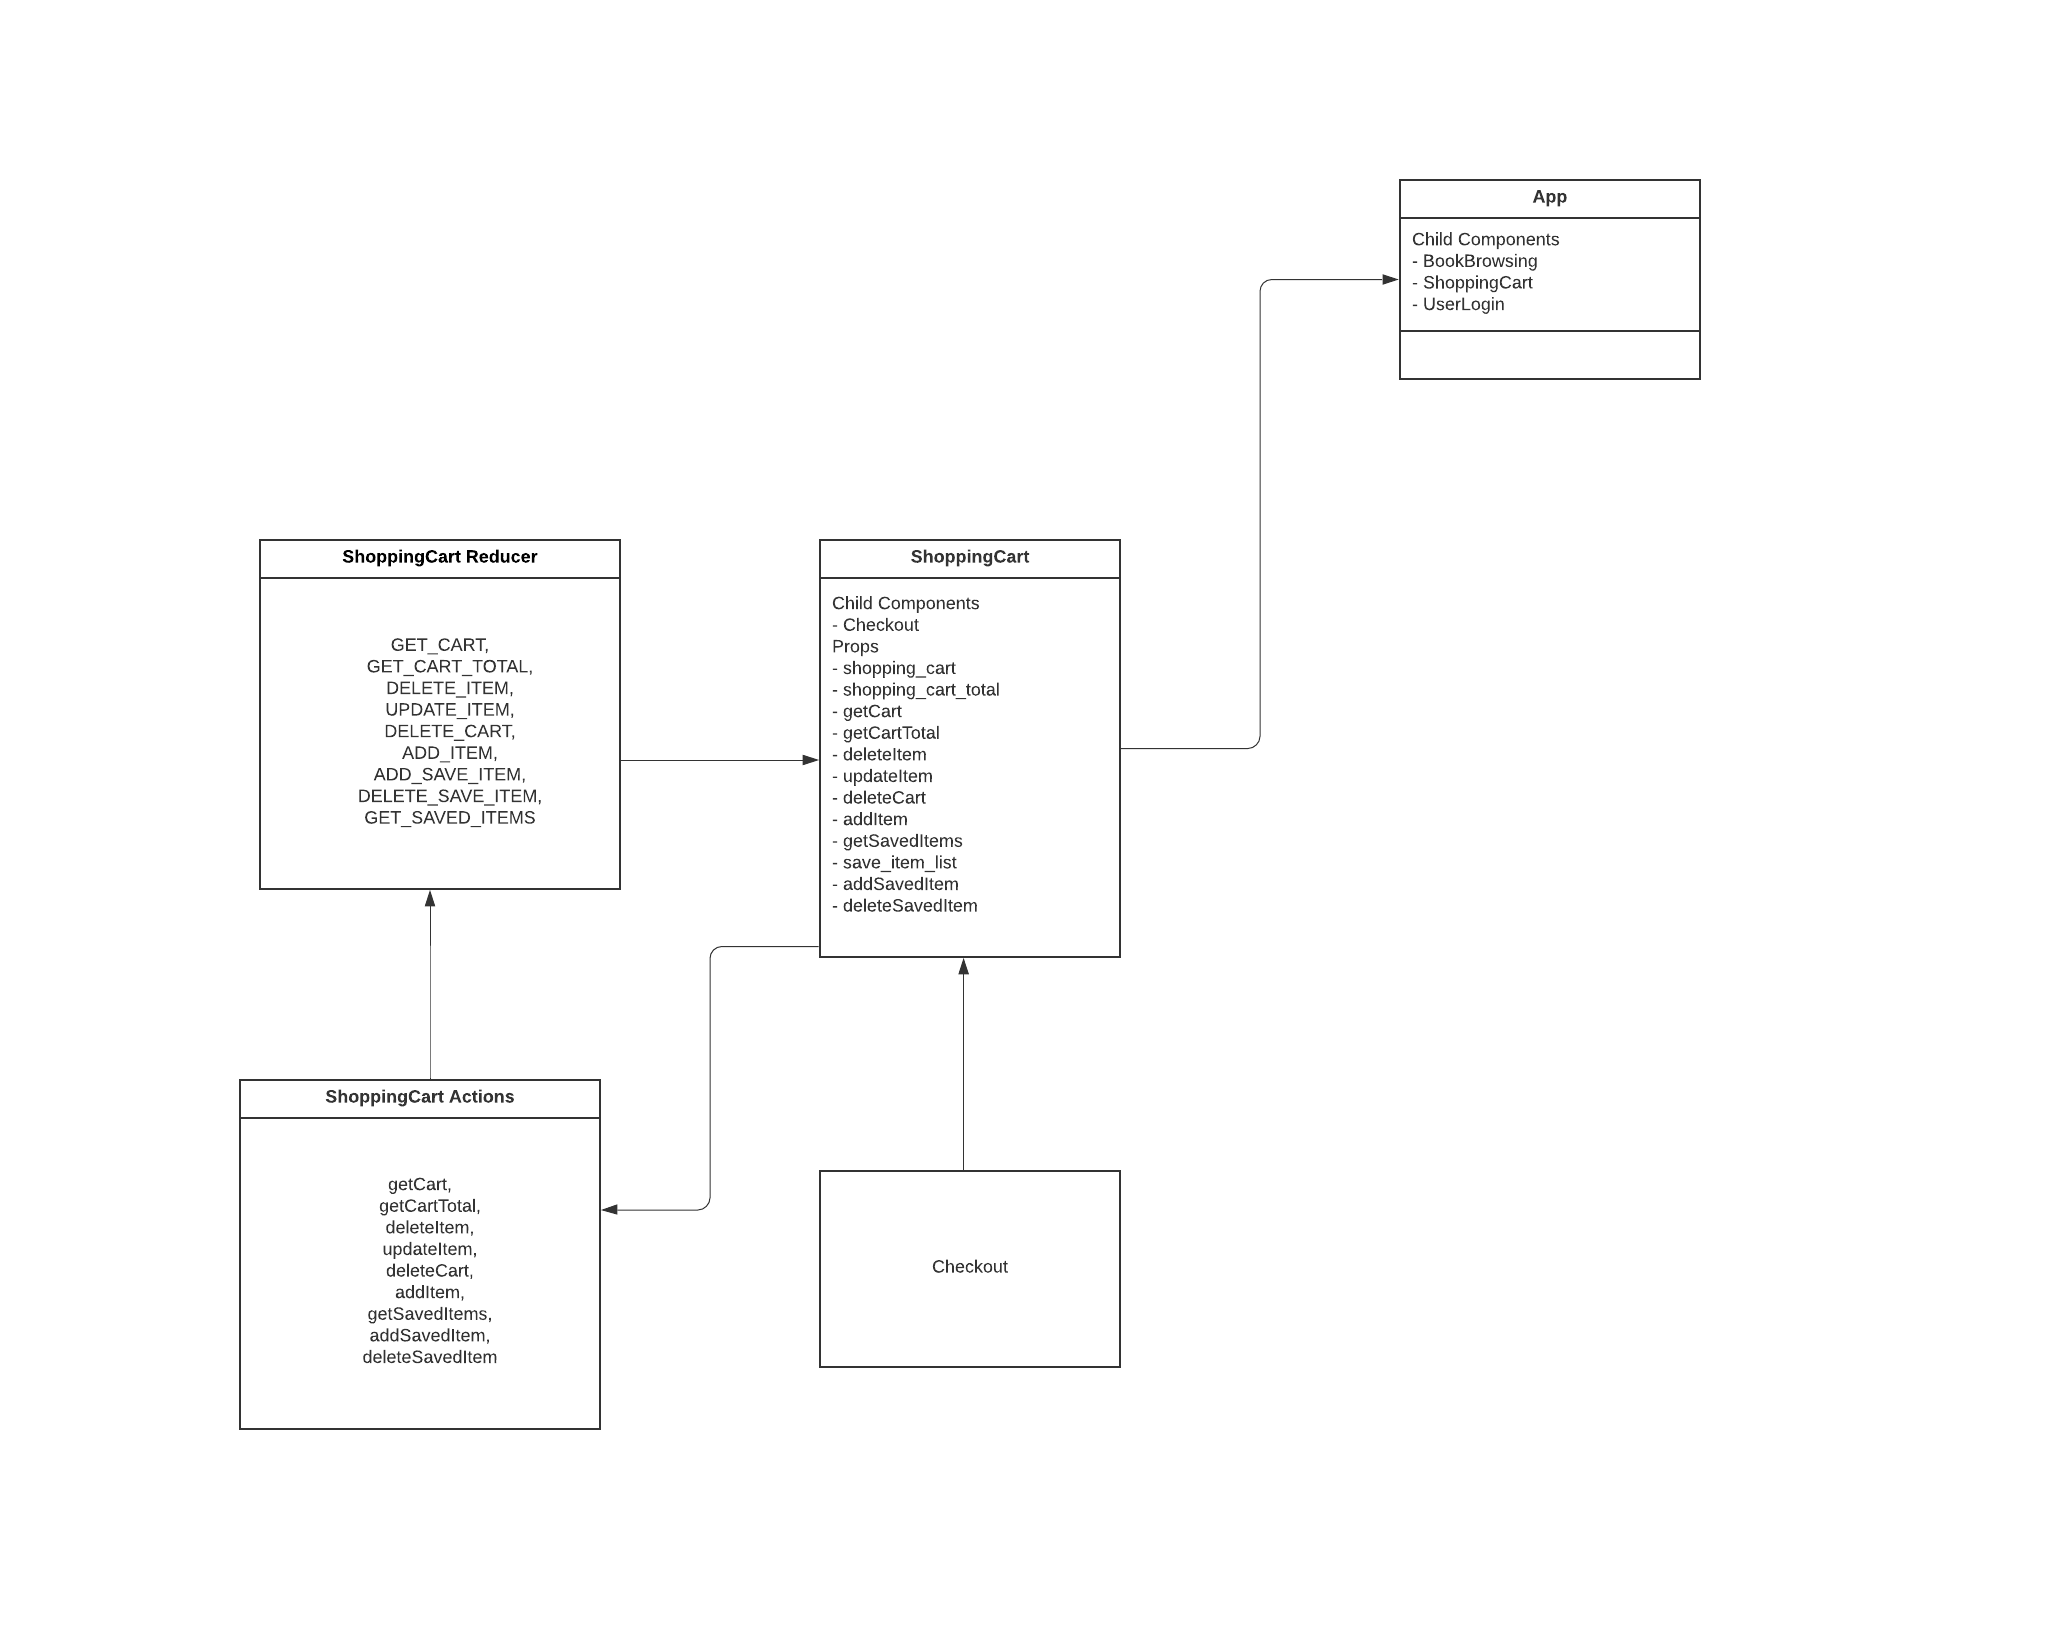 App
Child Components
- BookBrowsing
- ShoppingCart
- UserLogin
ShoppingCart Reducer
GET_CART,
GET_CART_TOTAL,
DELETE_ITEM,
UPDATE_ITEM,
DELETE_CART,
ADD_ITEM,
ADD_SAVE_ITEM,
DELETE_SAVE_ITEM,
GET_SAVED_ITEMS
ShoppingCart
Child Components
- Checkout
Props
- shopping_cart
- shopping_cart_total
- getCart
- getCartTotal
- deleteItem
- updateItem
- deleteCart
- addItem
- getSavedItems
- save_item_list
- addSavedItem
- deleteSavedItem
ShoppingCart Actions
getCart,
getCartTotal,
deleteItem,
updateItem,
deleteCart,
addItem,
getSavedItems,
addSavedItem,
deleteSavedItem
Checkout